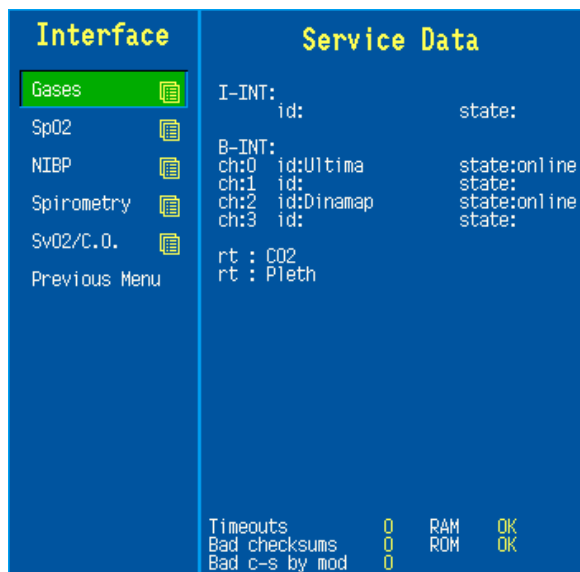 Interface
Gases
SpO2
NIBP
Spirometry
SvO2/C.O.
Previous Menu
Service Data
I-INT:
id: state:
B-INT:
ch:0 id:Ultima state:online
ch:1 id: state:
ch:2 id:Dinamap state:online
ch:3 id: state:
rt : CO2
rt : Pleth
Timeouts 0 RAM OK
Bad checksums 0 ROM OK
Bad c-s by mod 0